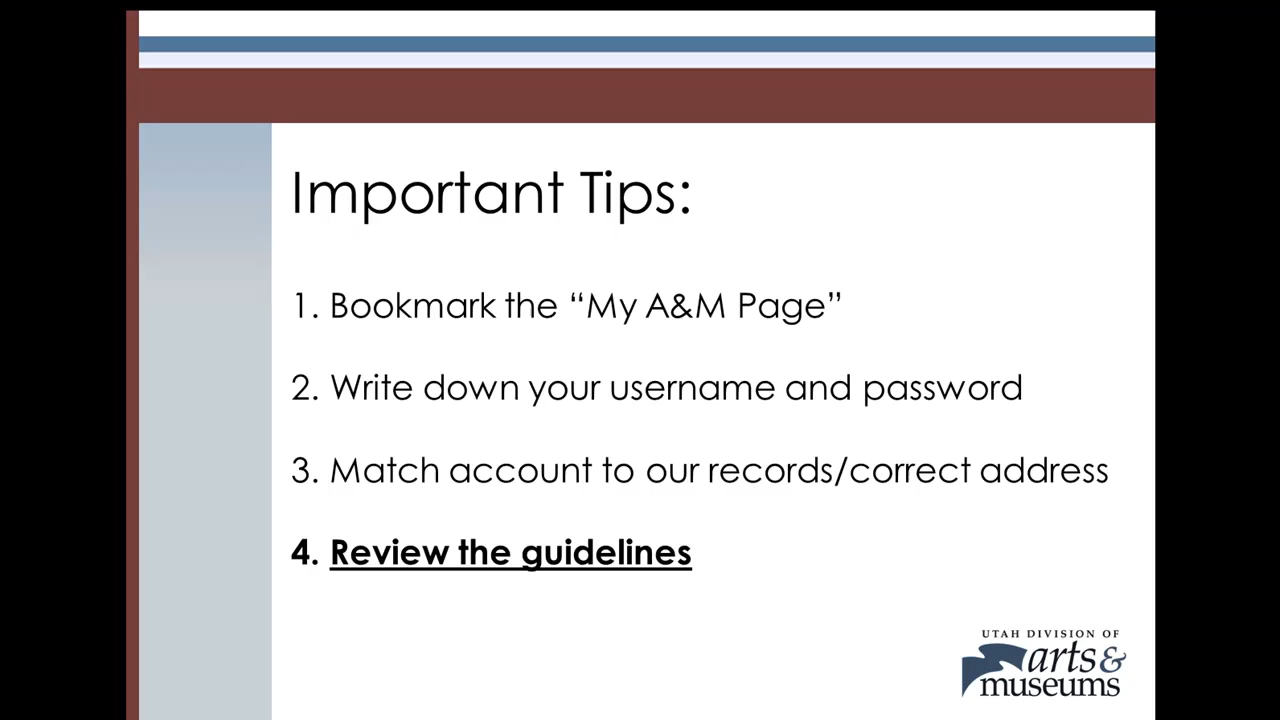 Important Tips:
1. Bookmark the “My A&M Page”
2. Write down your username and password
3. Match account to our records/correct address
4. Review the guidelines
UTAH DIVISION OF
arts&
museums